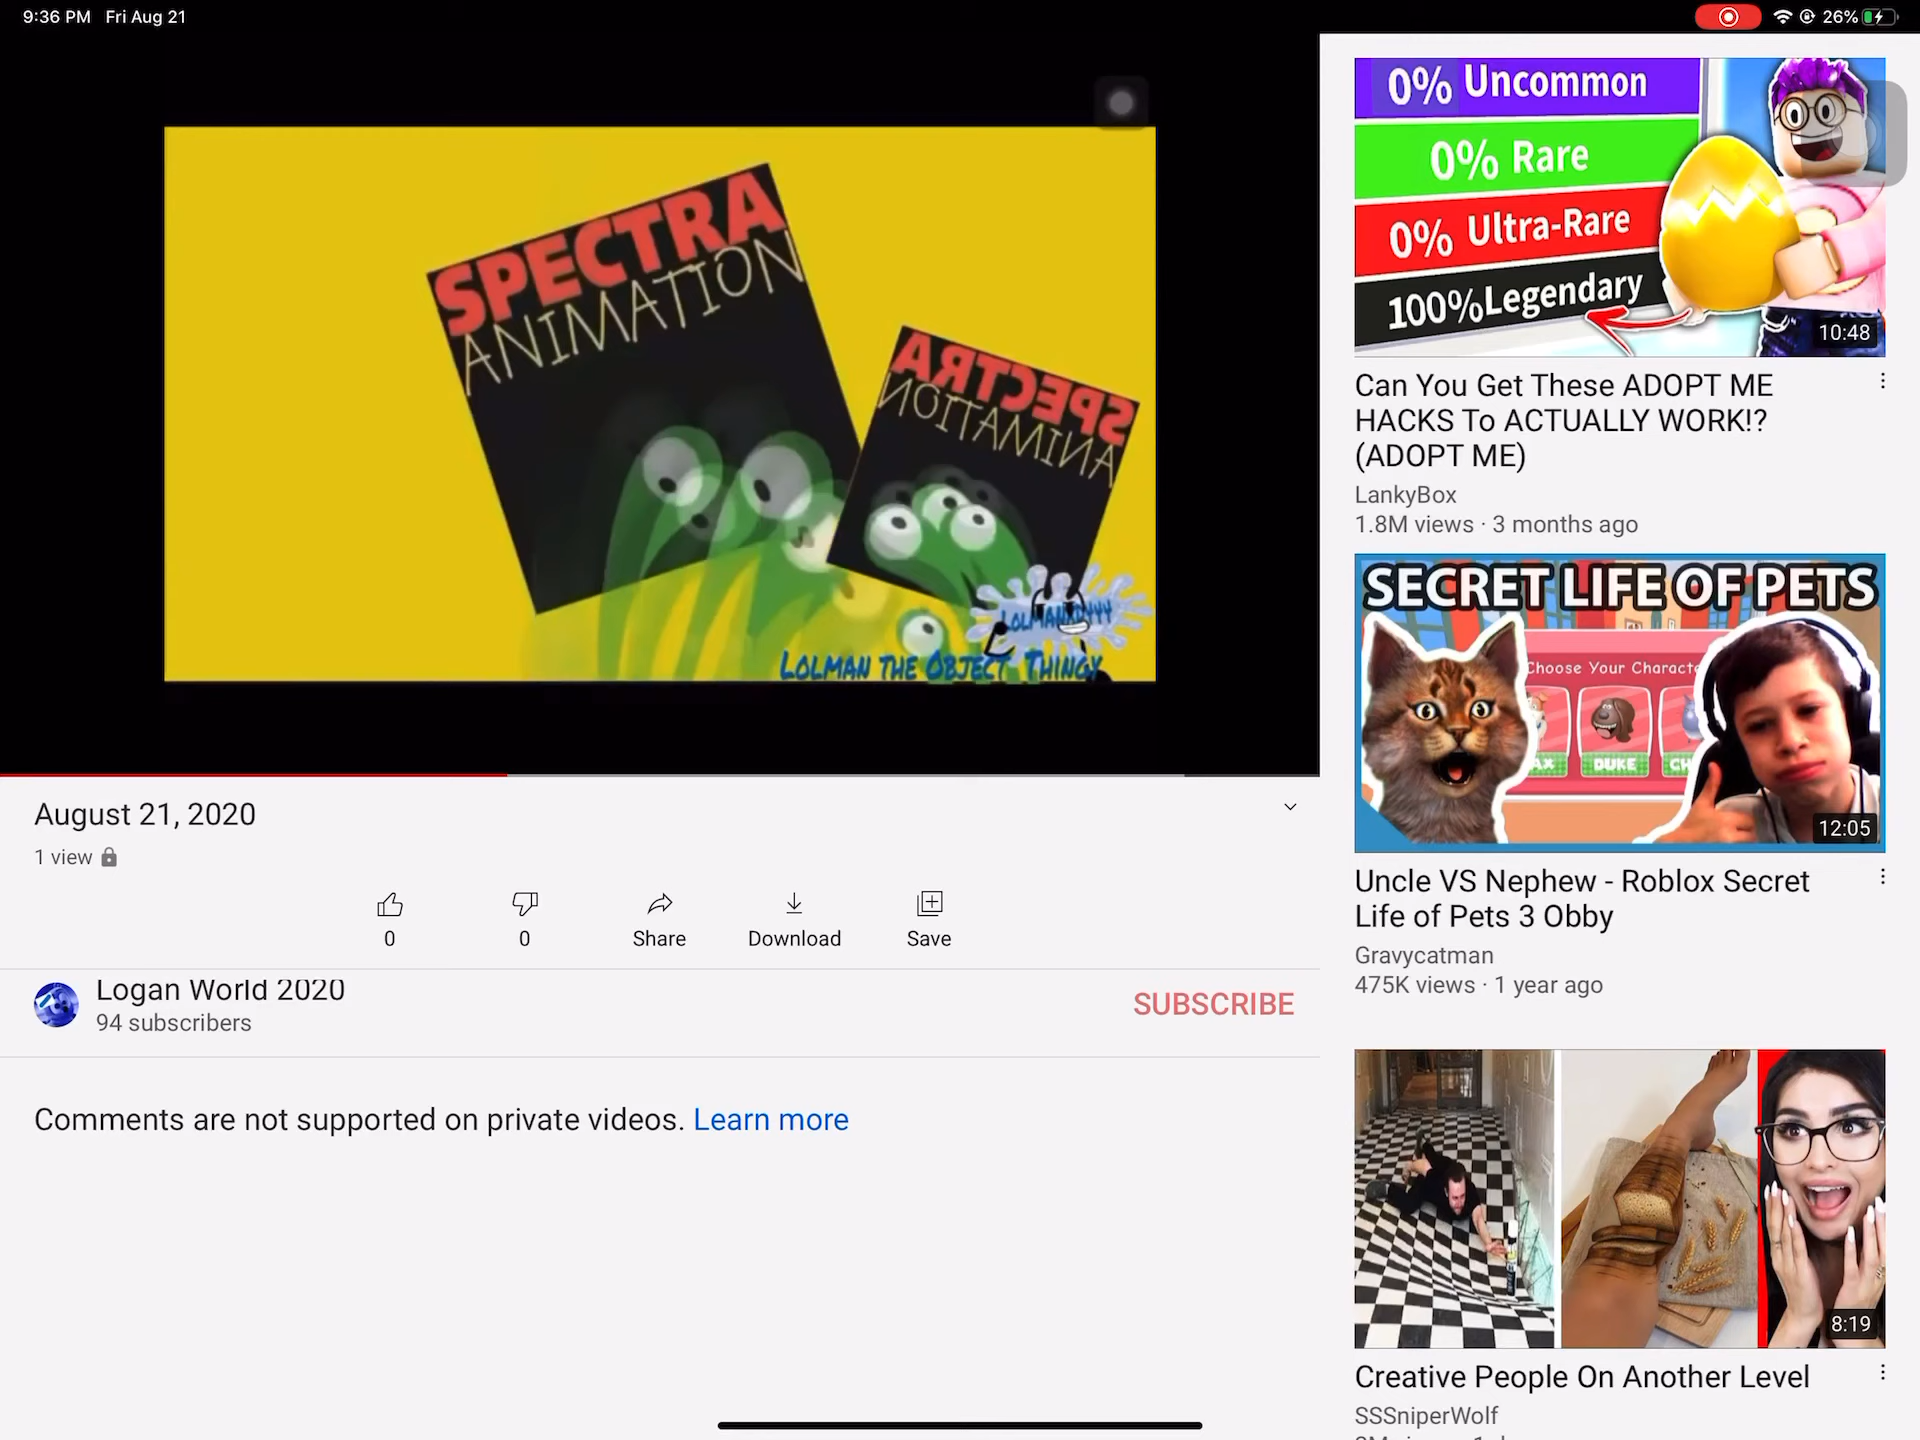 9:36 PM Fri Aug 21
26%
SPECTRA
ANIMATION
SPECTRA
ANIMATION
LOLMAN THE OBJECT THINGY
August 21, 2020
1 view
0
0
Share
Download
Save
Logan World 2020
94 subscribers
SUBSCRIBE
Comments are not supported on private videos. Learn more
0% Uncommon
0% Rare
0% Ultra-Rare
100% Legendary
10:48
Can You Get These ADOPT ME
HACKS To ACTUALLY WORK!?
(ADOPT ME)
LankyBox
1.8M views · 3 months ago
SECRET LIFE OF PETS
Choose Your Characte
AX
DUKE
CH
12:05
Uncle VS Nephew - Roblox Secret
Life of Pets 3 Obby
Gravycatman
475K views · 1 year ago
8:19
Creative People On Another Level
SSSniperWolf